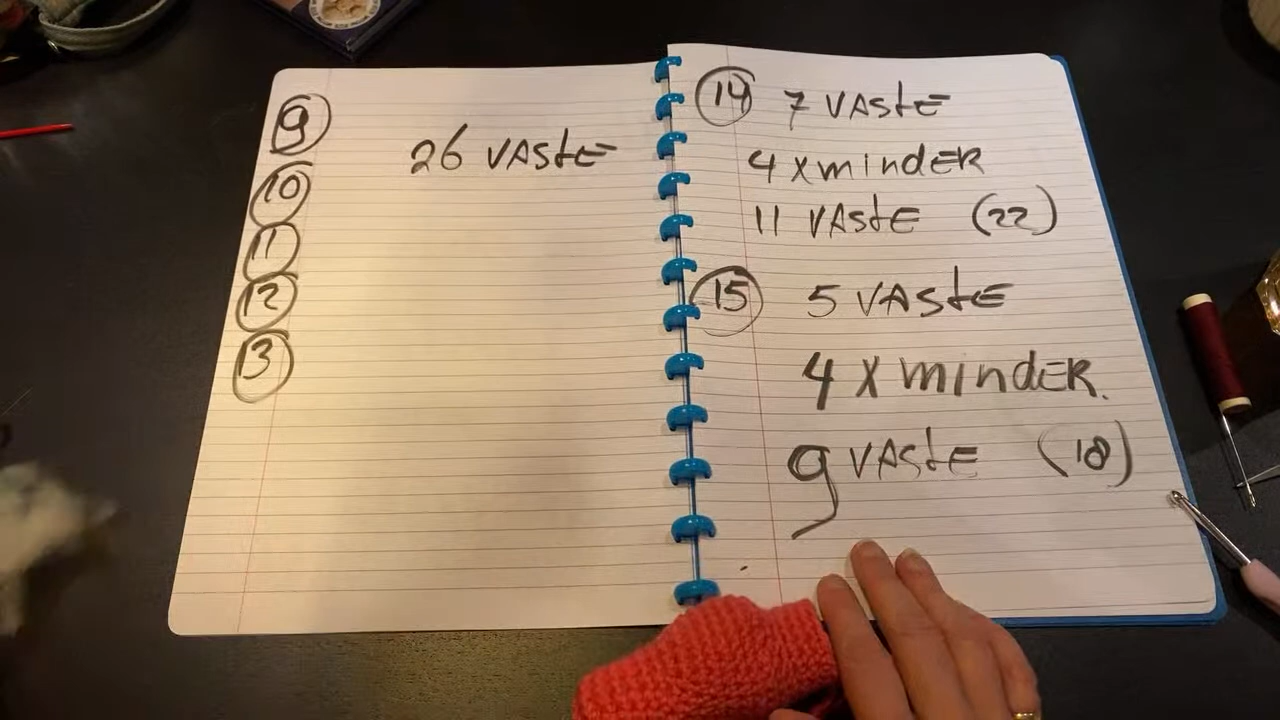 9
26 VASTE
10
11
12
13
14 7 VASTE
4 x minder
11 VASTE (22)
15 5 VASTE
4 x minder.
9 VASTE (18)